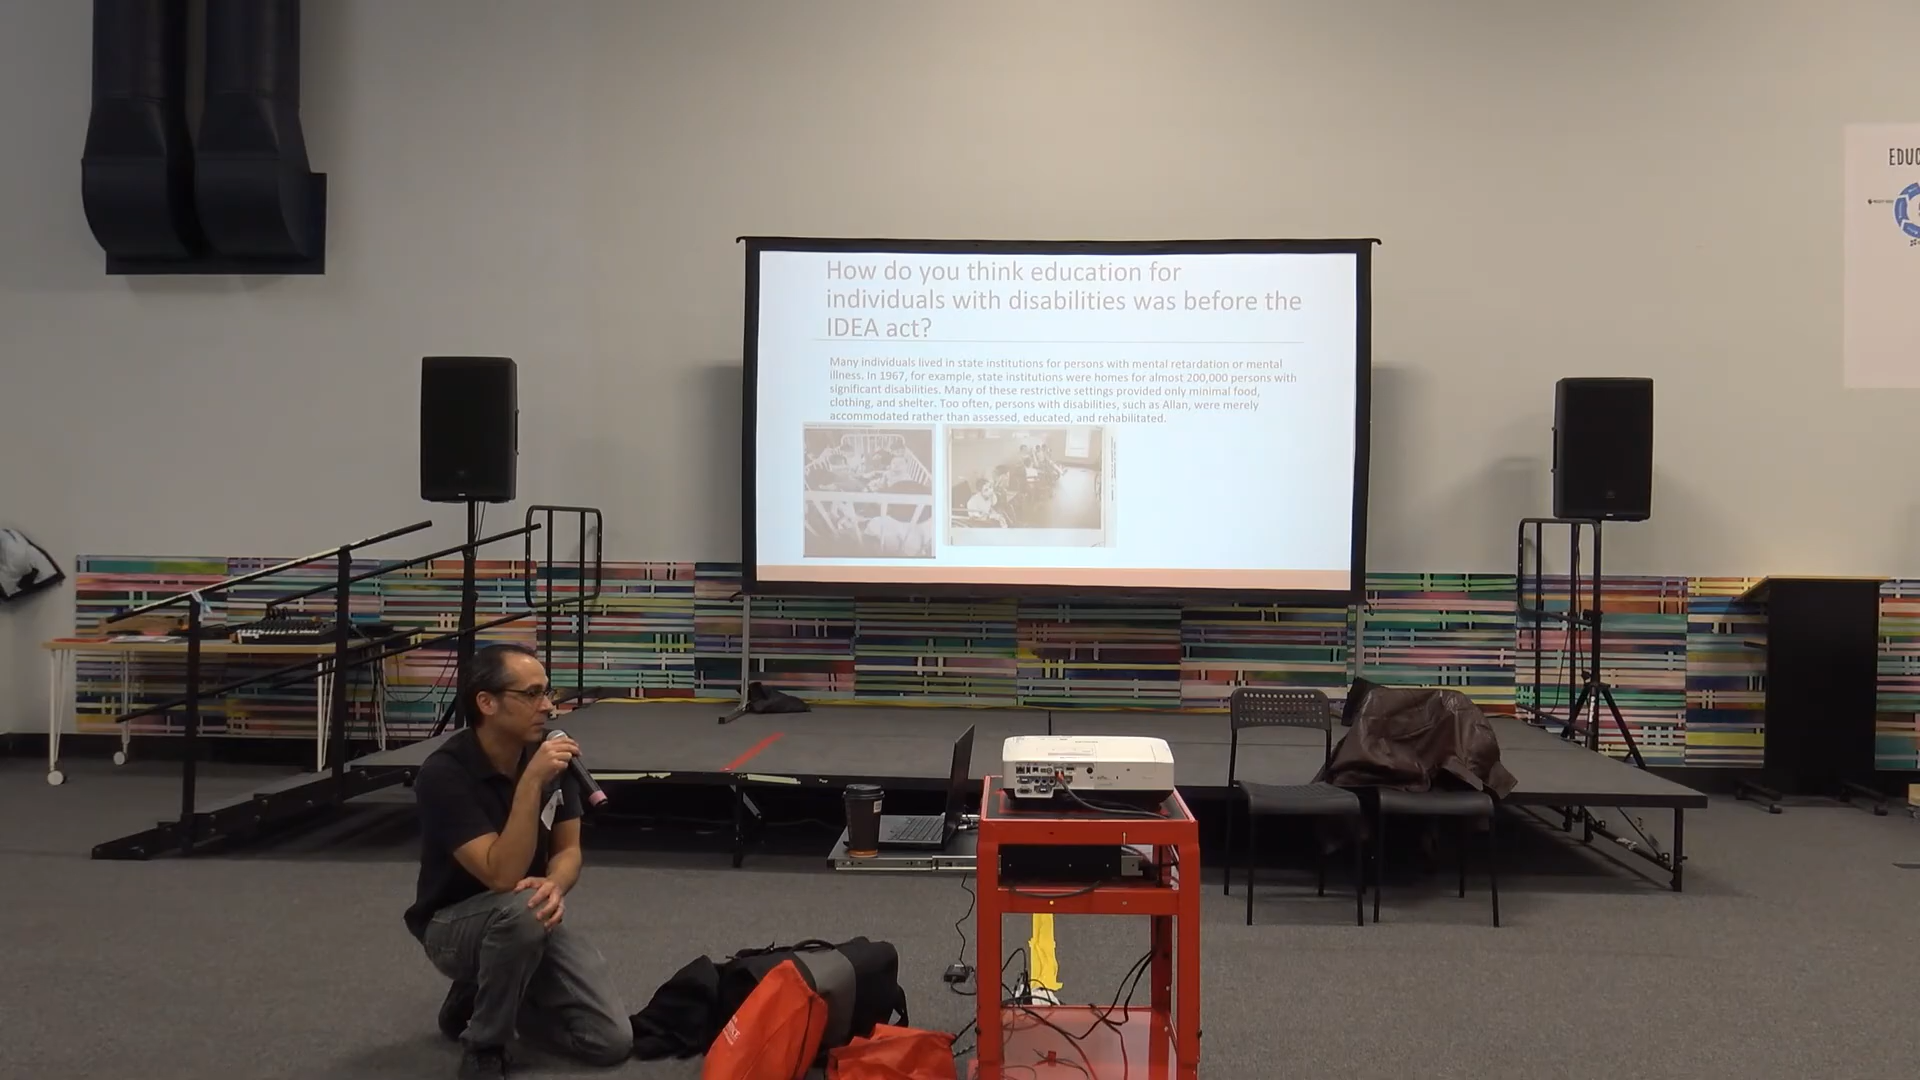 How do you think education for
individuals with disabilities was before the
IDEA act?
Many individuals lived in state institutions for persons with mental retardation or mental
illness. In 1967, for example, state institutions were homes for almost 200,000 persons with
significant disabilities. Many of these restrictive settings provided only minimal food,
clothing, and shelter. Too often, persons with disabilities, such as Allan, were merely
accommodated rather than assessed, educated, and rehabilitated.
EDUC